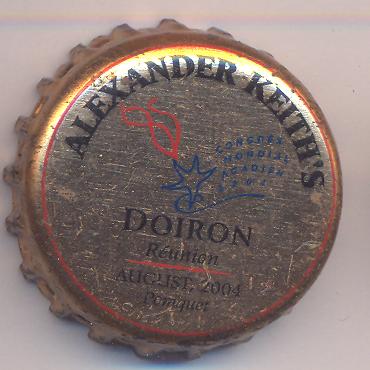 ALEXANDER KEITH'S
CONGRÈS
MONDIAL
ACADIEN
2004
DOIRON
Réunion
AUGUST, 2004
Pomquet